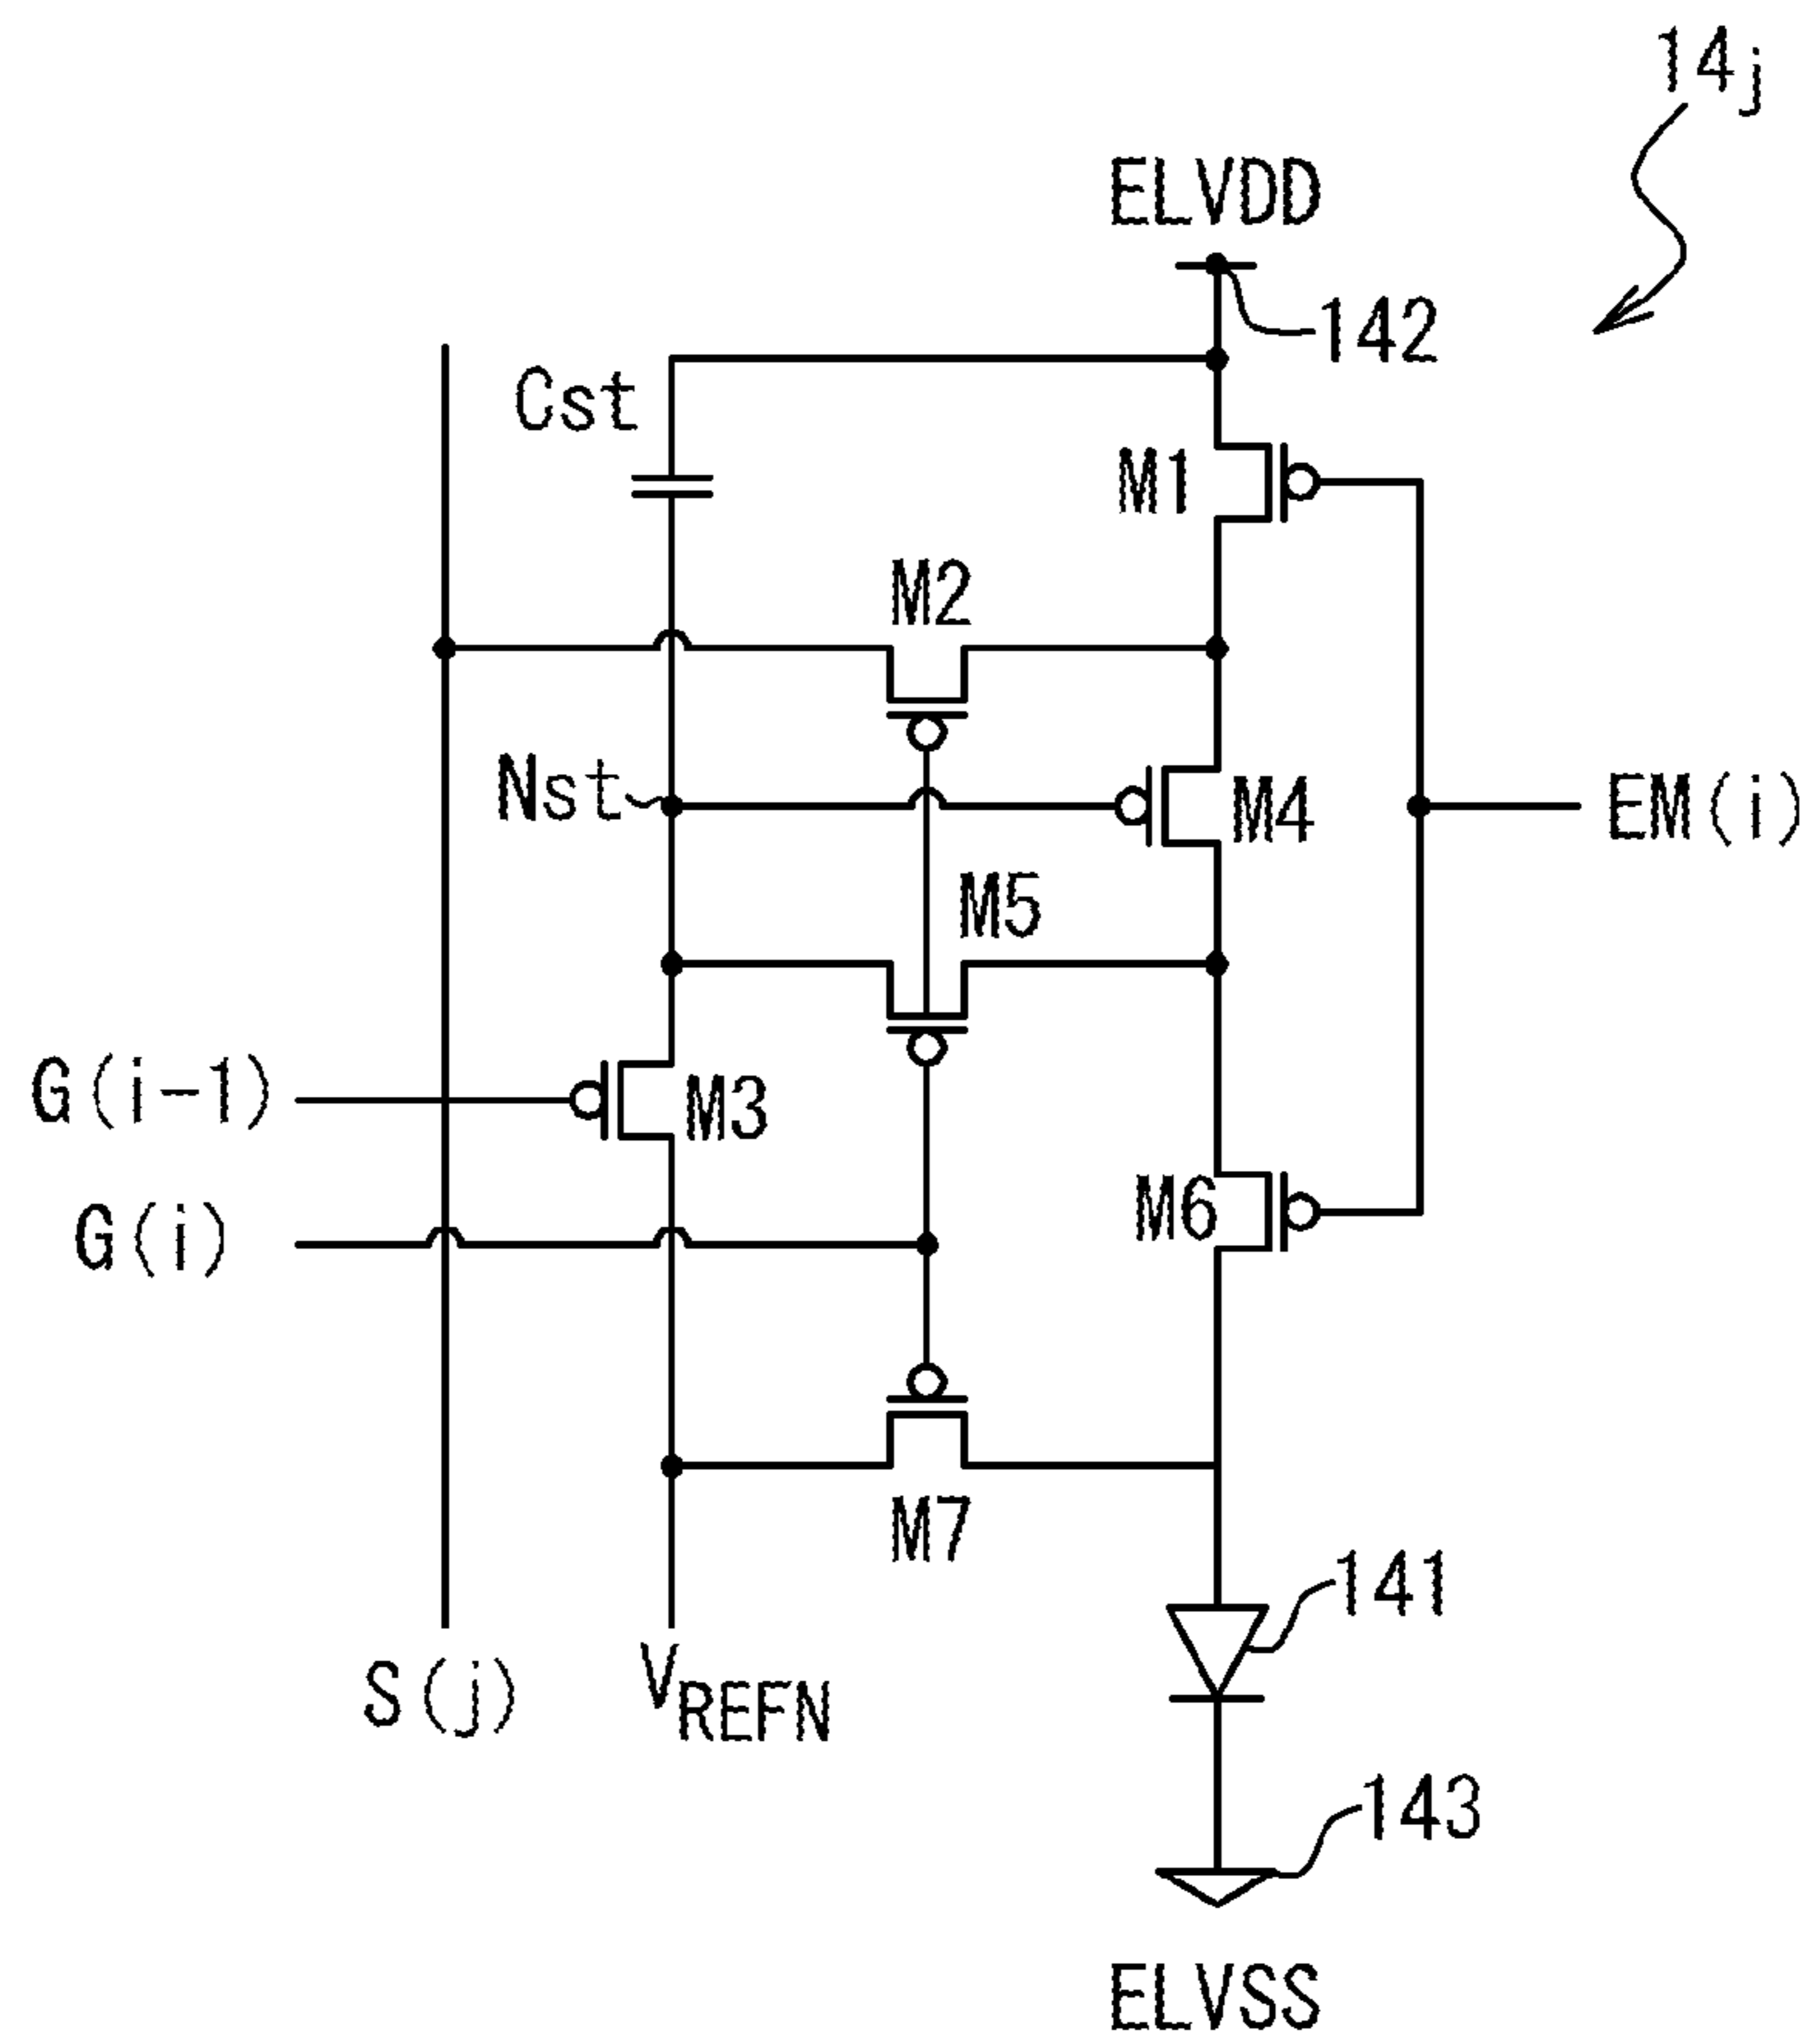 14j
ELVDD
142
Cst
M1
M2
Nst
M4
EM(i)
M5
G(i-1)
M3
M6
G(i)
M7
141
S(j)
VREFN
143
ELVSS